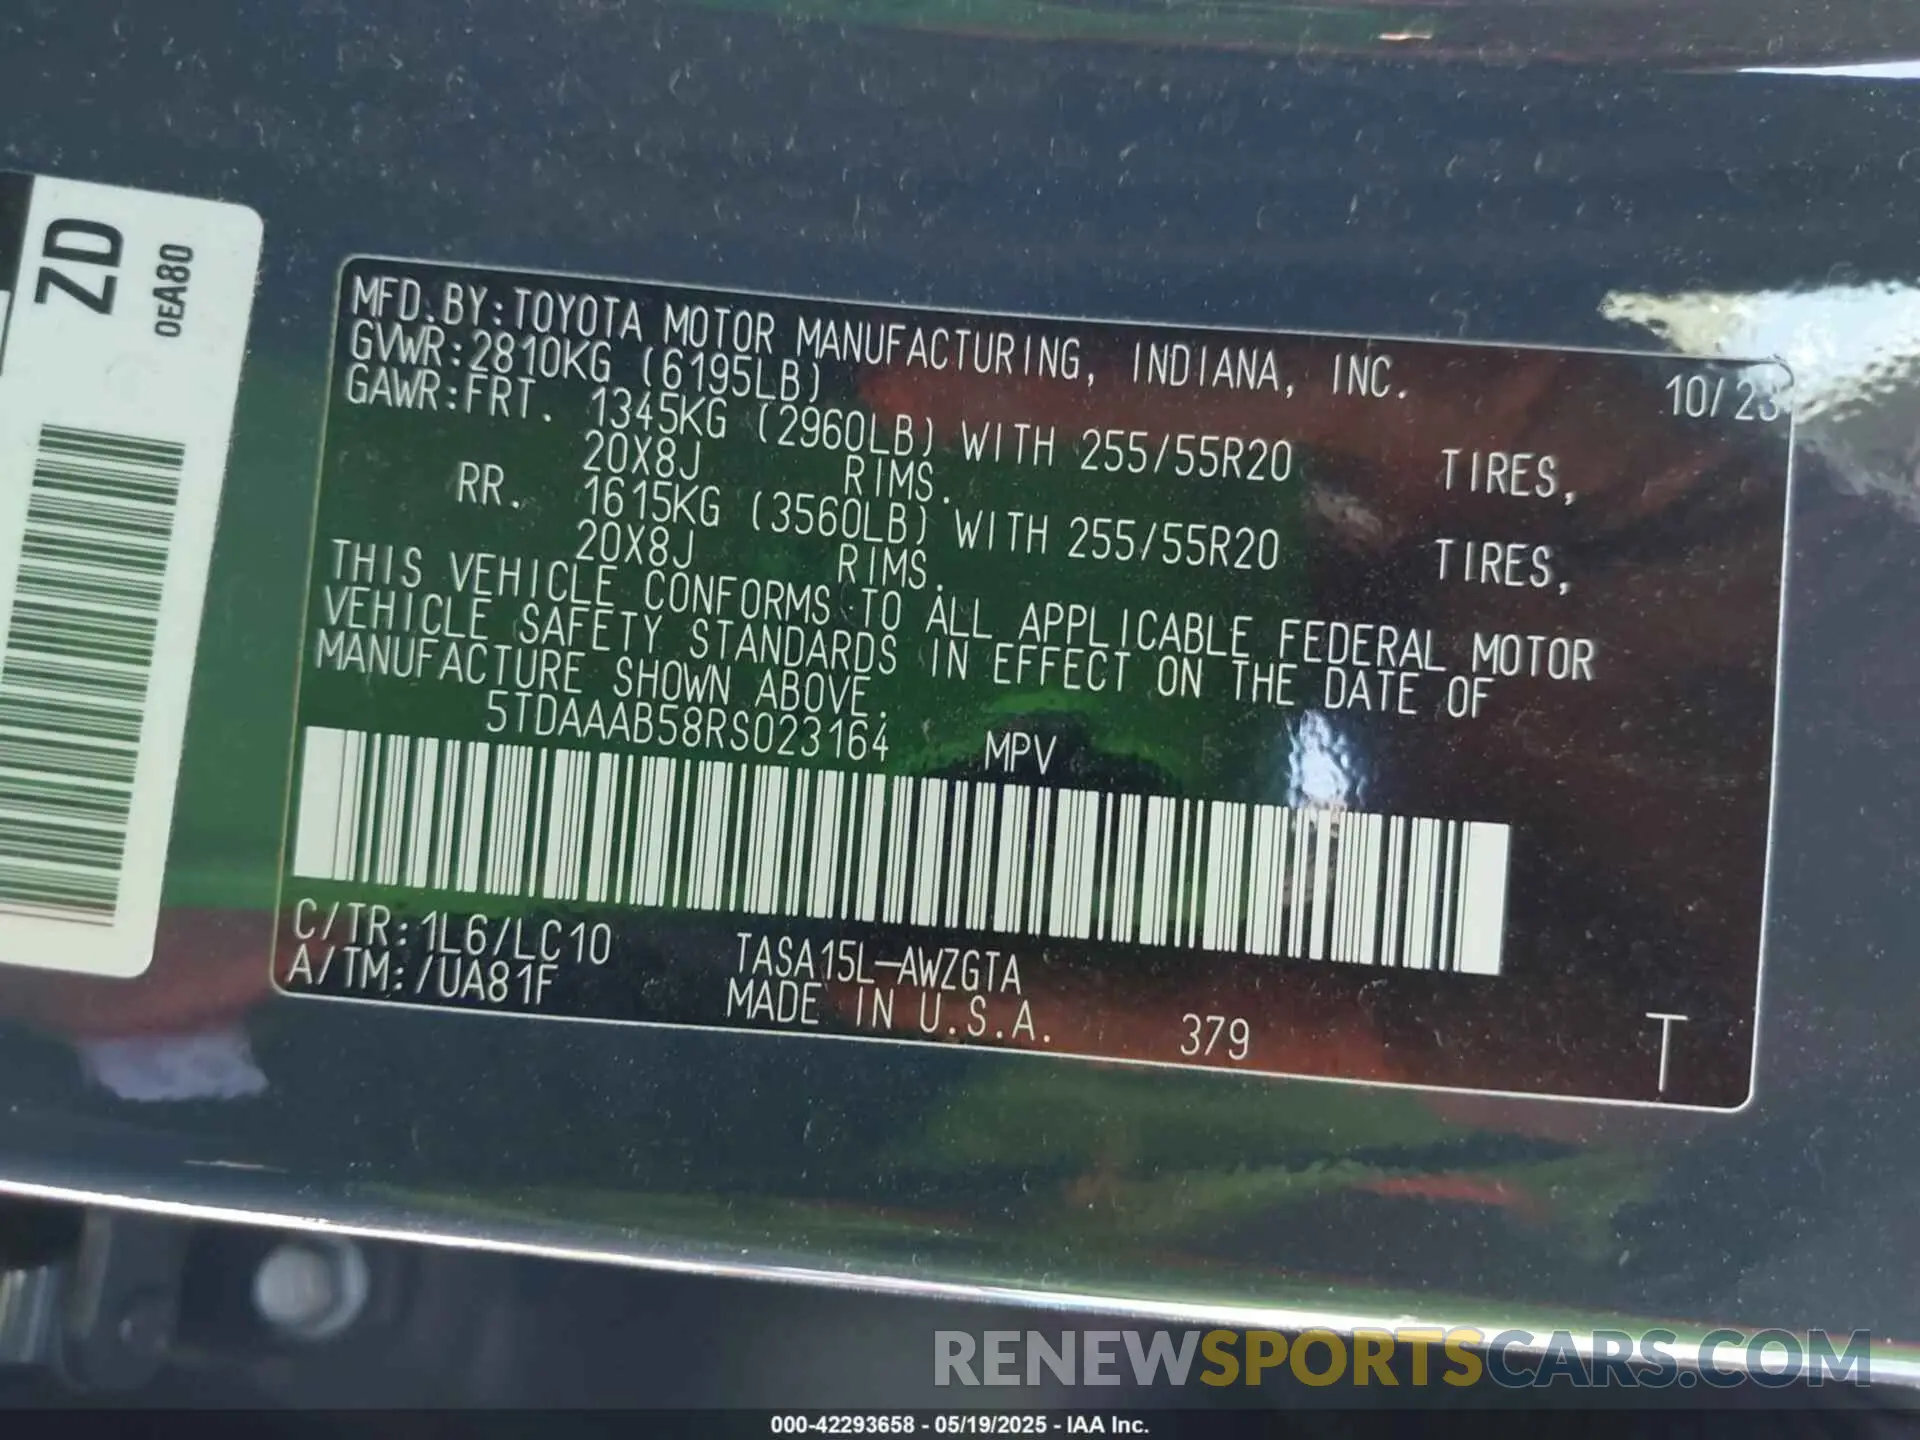 ZD
0EA80
MFD.BY:TOYOTA MOTOR MANUFACTURING, INDIANA, INC. 10/23
GVWR:2810KG (6195LB)
GAWR:FRT. 1345KG (2960LB) WITH 255/55R20 TIRES,
20X8J RIMS.
RR. 1615KG (3560LB) WITH 255/55R20 TIRES,
20X8J RIMS.
THIS VEHICLE CONFORMS TO ALL APPLICABLE FEDERAL MOTOR
VEHICLE SAFETY STANDARDS IN EFFECT ON THE DATE OF
MANUFACTURE SHOWN ABOVE.
5TDAAAB58RS023164 MPV
C/TR:1L6/LC10 TASA15L-AWZGTA
A/TM:/UA81F MADE IN U.S.A. 379 T
RENEWSPORTSCARS.COM
000-42293658 - 05/19/2025 - IAA Inc.